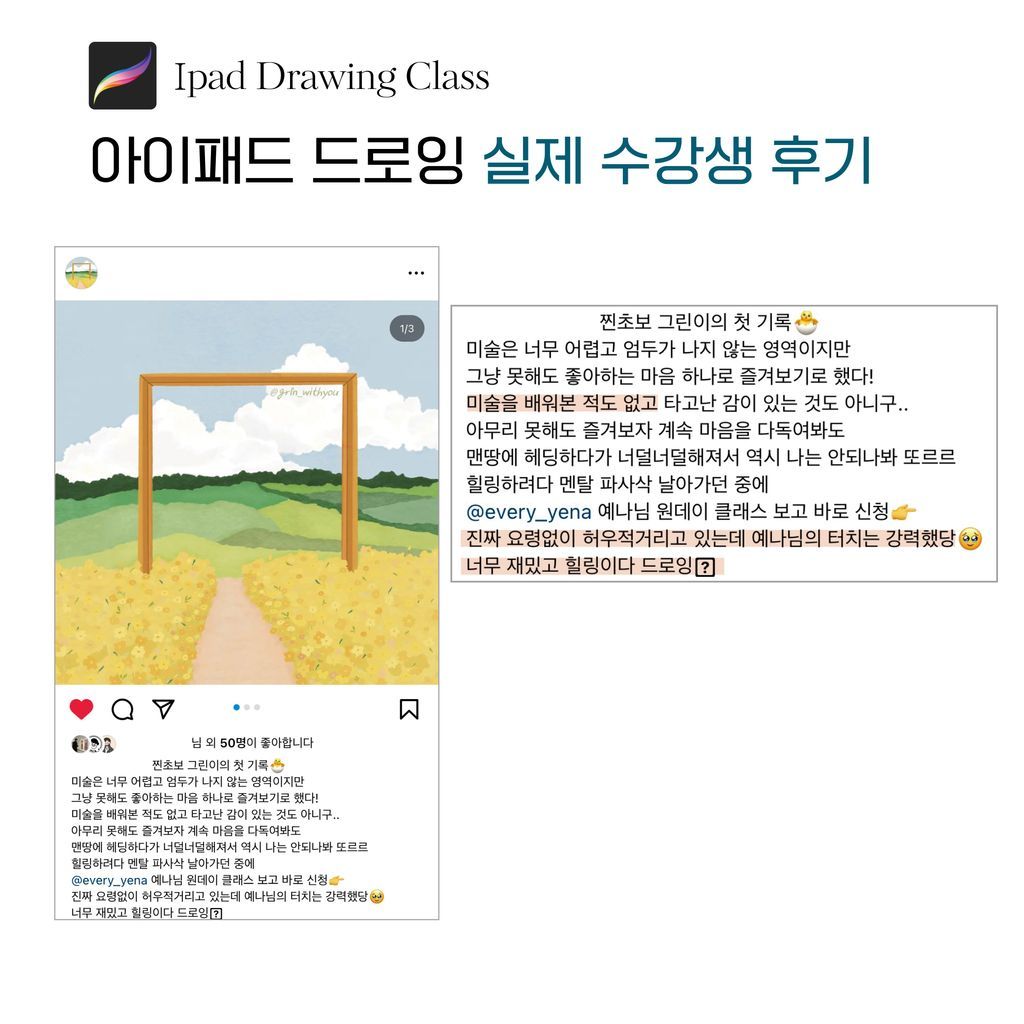 Ipad Drawing Class
아이패드 드로잉 실제 수강생 후기
1/3
@grIn_withyou
님 외 50명이 좋아합니다
찐초보 그린이의 첫 기록🐣
미술은 너무 어렵고 엄두가 나지 않는 영역이지만
그냥 못해도 좋아하는 마음 하나로 즐겨보기로 했다!
미술을 배워본 적도 없고 타고난 감이 있는 것도 아니구..
아무리 못해도 즐겨보자 계속 마음을 다독여봐도
맨땅에 헤딩하다가 너덜너덜해져서 역시 나는 안되나봐 또르르
힐링하려다 멘탈 파사삭 날아가던 중에
@every_yena 예나님 원데이 클래스 보고 바로 신청👉
진짜 요령없이 허우적거리고 있는데 예나님의 터치는 강력했당🥹
너무 재밌고 힐링이다 드로잉
찐초보 그린이의 첫 기록🐣
미술은 너무 어렵고 엄두가 나지 않는 영역이지만
그냥 못해도 좋아하는 마음 하나로 즐겨보기로 했다!
미술을 배워본 적도 없고 타고난 감이 있는 것도 아니구..
아무리 못해도 즐겨보자 계속 마음을 다독여봐도
맨땅에 헤딩하다가 너덜너덜해져서 역시 나는 안되나봐 또르르
힐링하려다 멘탈 파사삭 날아가던 중에
@every_yena 예나님 원데이 클래스 보고 바로 신청👉
진짜 요령없이 허우적거리고 있는데 예나님의 터치는 강력했당🥹
너무 재밌고 힐링이다 드로잉